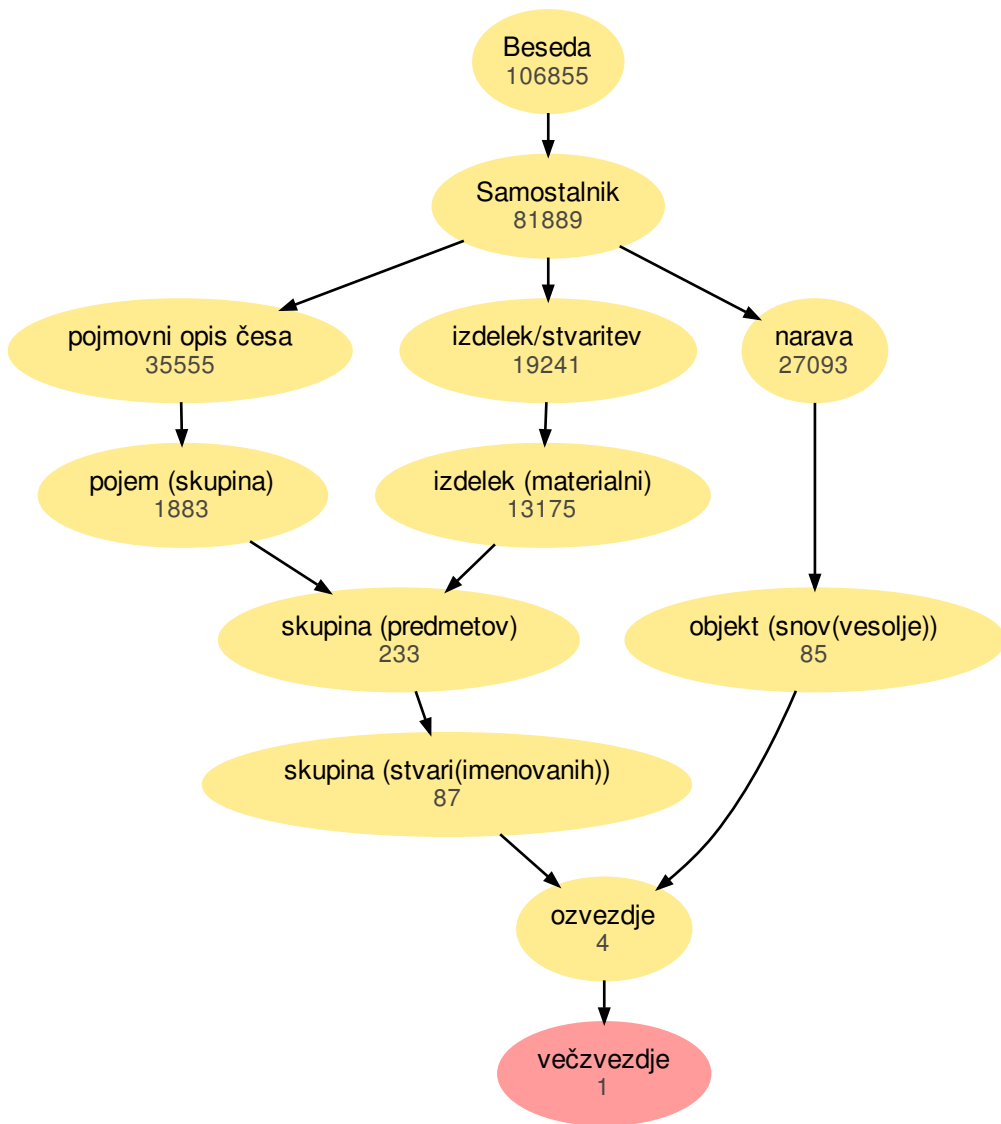 Beseda
106855
Samostalnik
81889
pojmovni opis česa
35555
izdelek/stvaritev
19241
narava
27093
pojem (skupina)
1883
izdelek (materialni)
13175
skupina (predmetov)
233
objekt (snov(vesolje))
85
skupina (stvari(imenovanih))
87
ozvezdje
4
večzvezdje
1